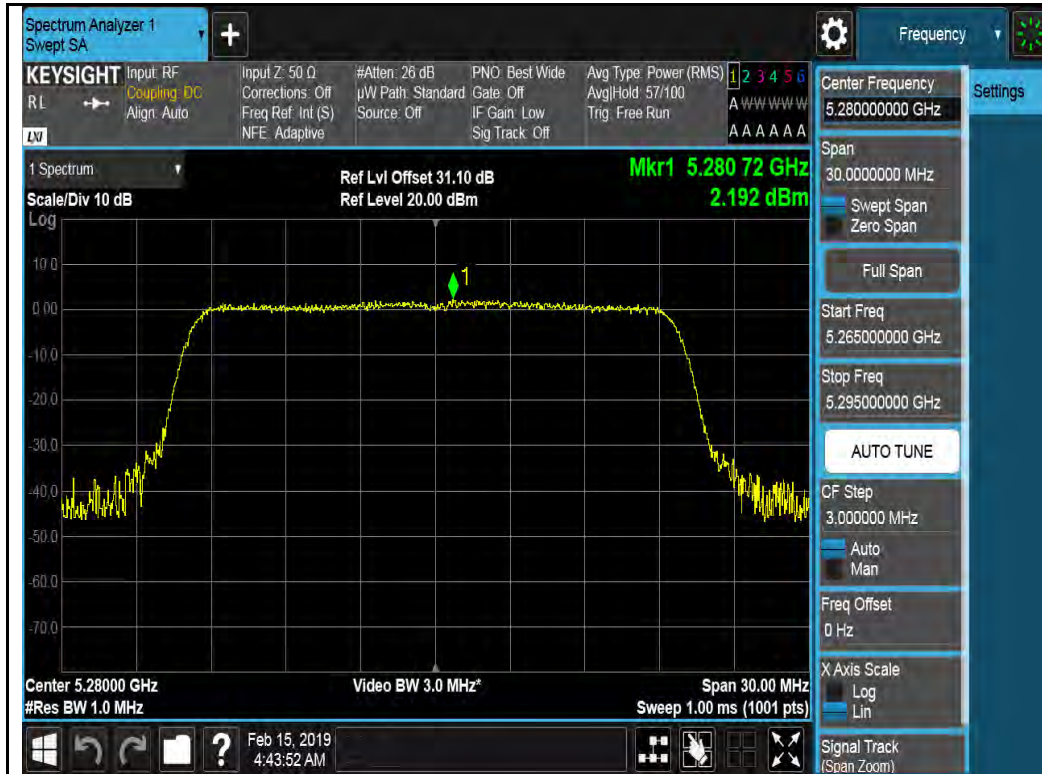 Spectrum Analyzer 1
Swept SA
+
Frequency
KEYSIGHT
RL
LXI
Input: RF
Coupling: DC
Align: Auto
Input Z: 50 Ω
Corrections: Off
Freq Ref: Int (S)
NFE: Adaptive
#Atten: 26 dB
µW Path: Standard
Source: Off
PNO: Best Wide
Gate: Off
IF Gain: Low
Sig Track: Off
Avg Type: Power (RMS)
Avg|Hold: 57/100
Trig: Free Run
1 2 3 4 5 6
A W W W W W
A A A A A A
1 Spectrum
Scale/Div 10 dB
Ref Lvl Offset 31.10 dB
Ref Level 20.00 dBm
Mkr1 5.280 72 GHz
2.192 dBm
Log
10.0
0.00
-10.0
-20.0
-30.0
-40.0
-50.0
-60.0
-70.0
1
Center 5.28000 GHz
#Res BW 1.0 MHz
Video BW 3.0 MHz*
Span 30.00 MHz
Sweep 1.00 ms (1001 pts)
?
Feb 15, 2019
4:43:52 AM
Center Frequency
5.280000000 GHz
Span
30.0000000 MHz
Swept Span
Zero Span
Full Span
Start Freq
5.265000000 GHz
Stop Freq
5.295000000 GHz
AUTO TUNE
CF Step
3.000000 MHz
Auto
Man
Freq Offset
0 Hz
X Axis Scale
Log
Lin
Signal Track
(Span Zoom)
Settings